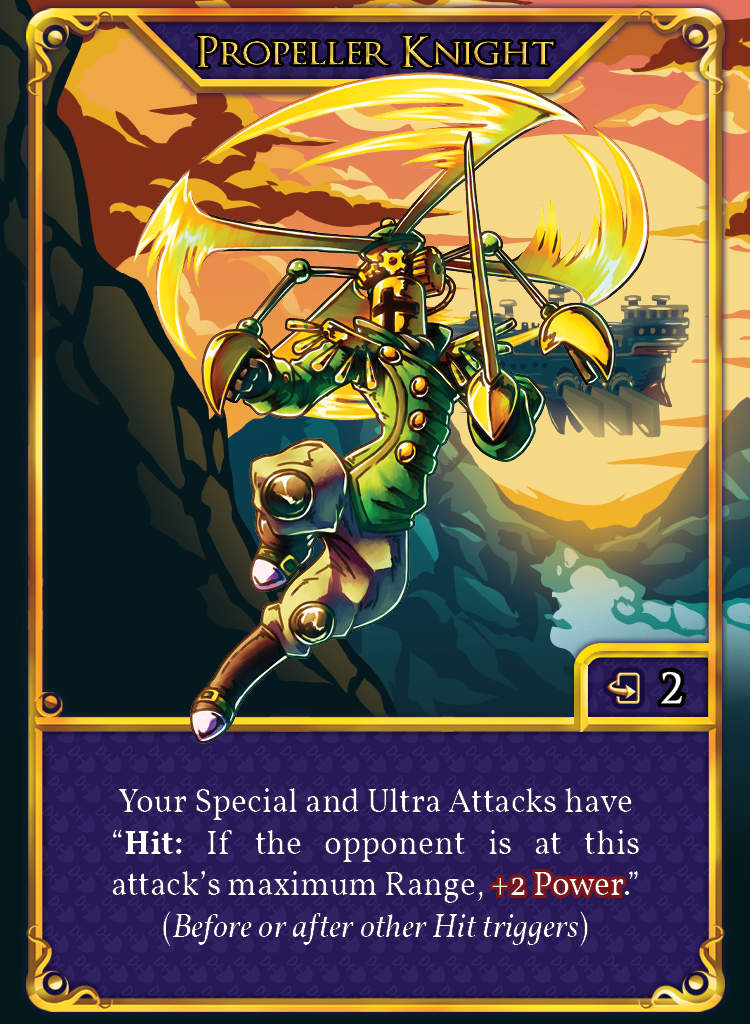 Propeller Knight
2
Your Special and Ultra Attacks have
“Hit: If the opponent is at this
attack’s maximum Range, +2 Power.”
(Before or after other Hit triggers)